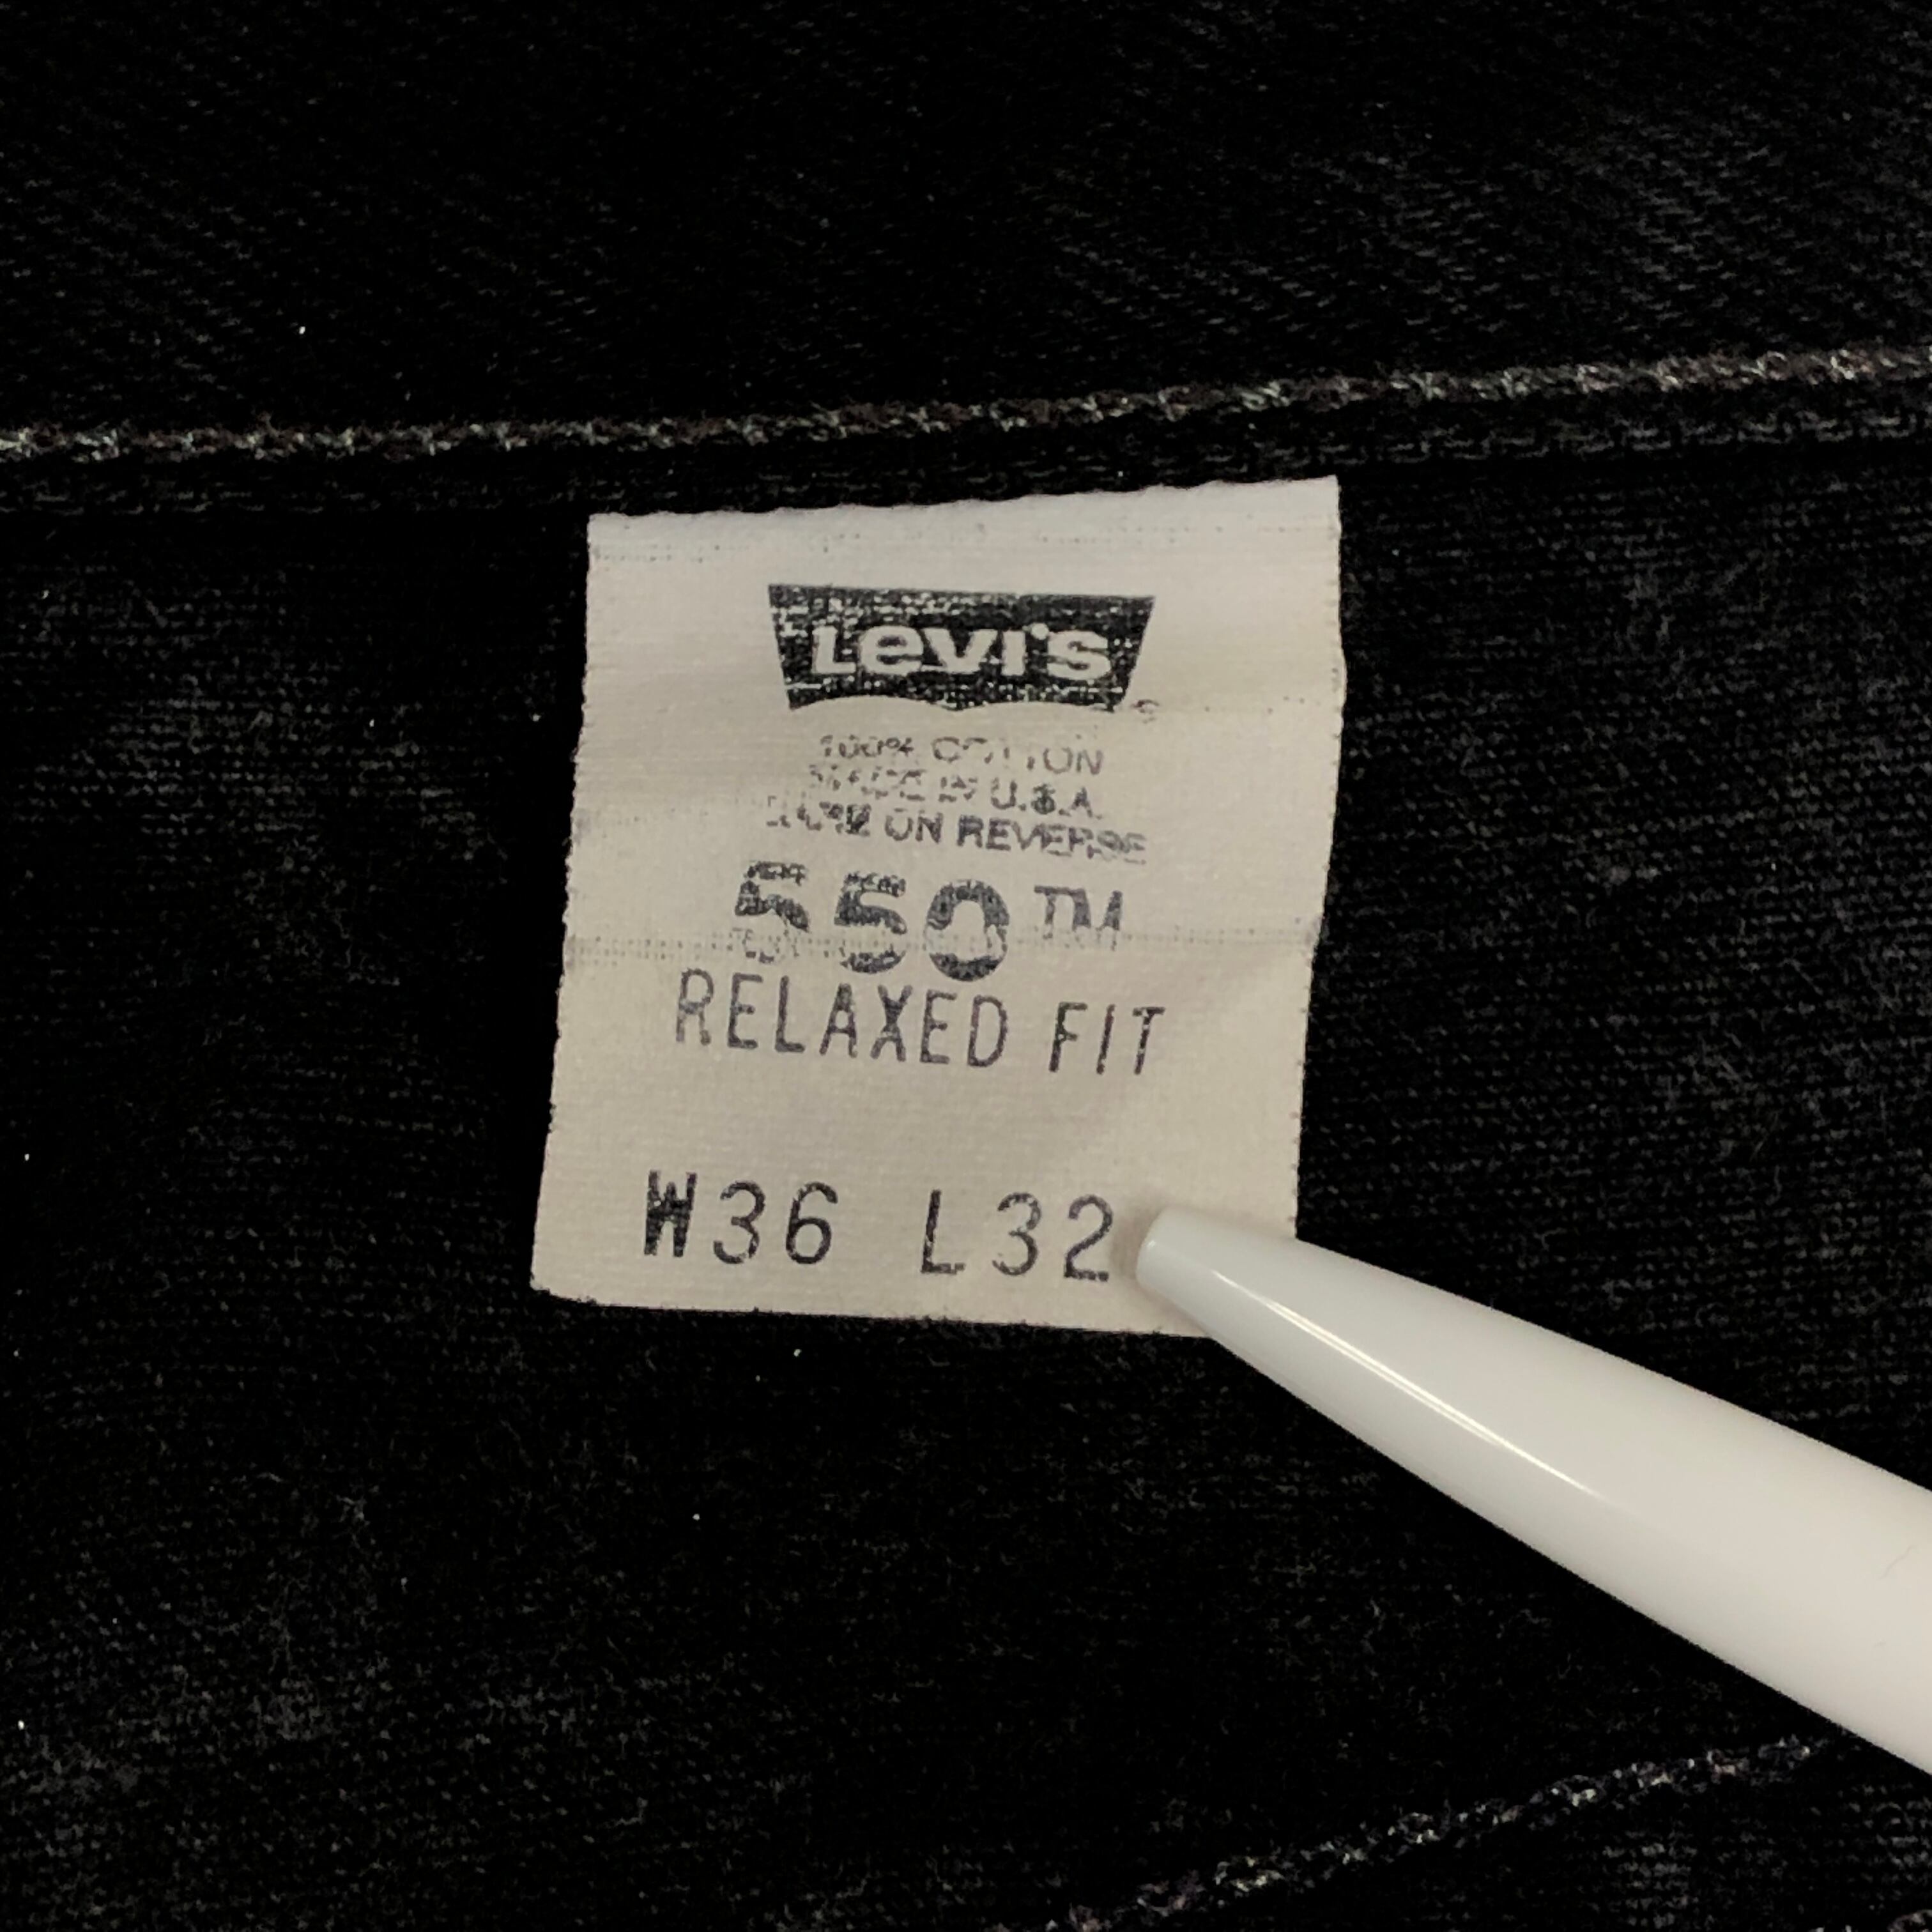 Levi's
100% COTTON
MADE IN U.S.A.
ON REVERSE
550™
RELAXED FIT
W36 L32